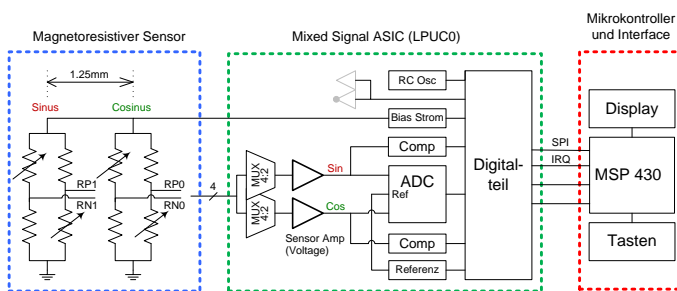 Magnetoresistiver Sensor
Mixed Signal ASIC (LPUC0)
Mikrokontroller
und Interface
1.25mm
Sinus
Cosinus
RP1
RN1
RP0
RN0
4
MUX
4:2
MUX
4:2
Sin
Cos
Sensor Amp
(Voltage)
RC Osc
Bias Strom
Comp
ADC
Ref
Comp
Referenz
Digital-
teil
SPI
IRQ
Display
MSP 430
Tasten